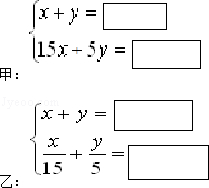 x + y = 
15x + 5y = 
甲：
x + y = 
x/15 + y/5 = 
乙：